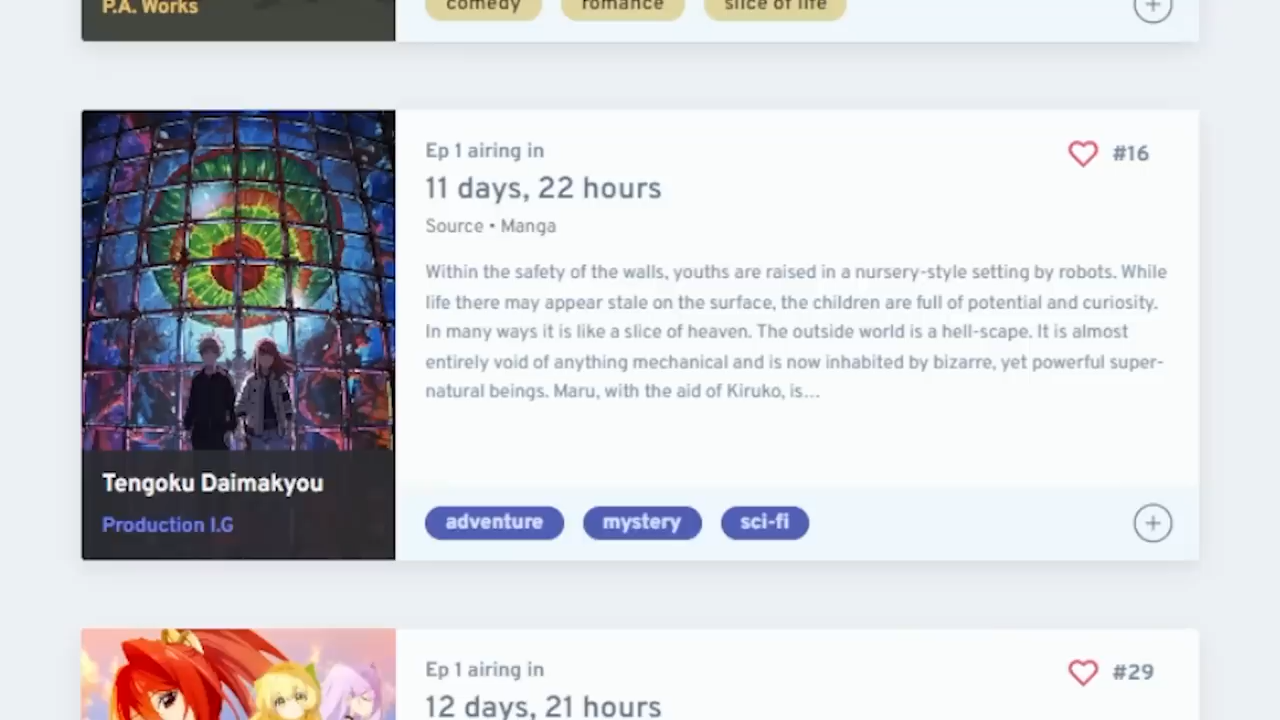 P.A. Works
comedy romance slice of life
Ep 1 airing in
#16
11 days, 22 hours
Source • Manga
Within the safety of the walls, youths are raised in a nursery-style setting by robots. While
life there may appear stale on the surface, the children are full of potential and curiosity.
In many ways it is like a slice of heaven. The outside world is a hell-scape. It is almost
entirely void of anything mechanical and is now inhabited by bizarre, yet powerful super-
natural beings. Maru, with the aid of Kiruko, is...
Tengoku Daimakyou
Production I.G
adventure mystery sci-fi
Ep 1 airing in
#29
12 days, 21 hours